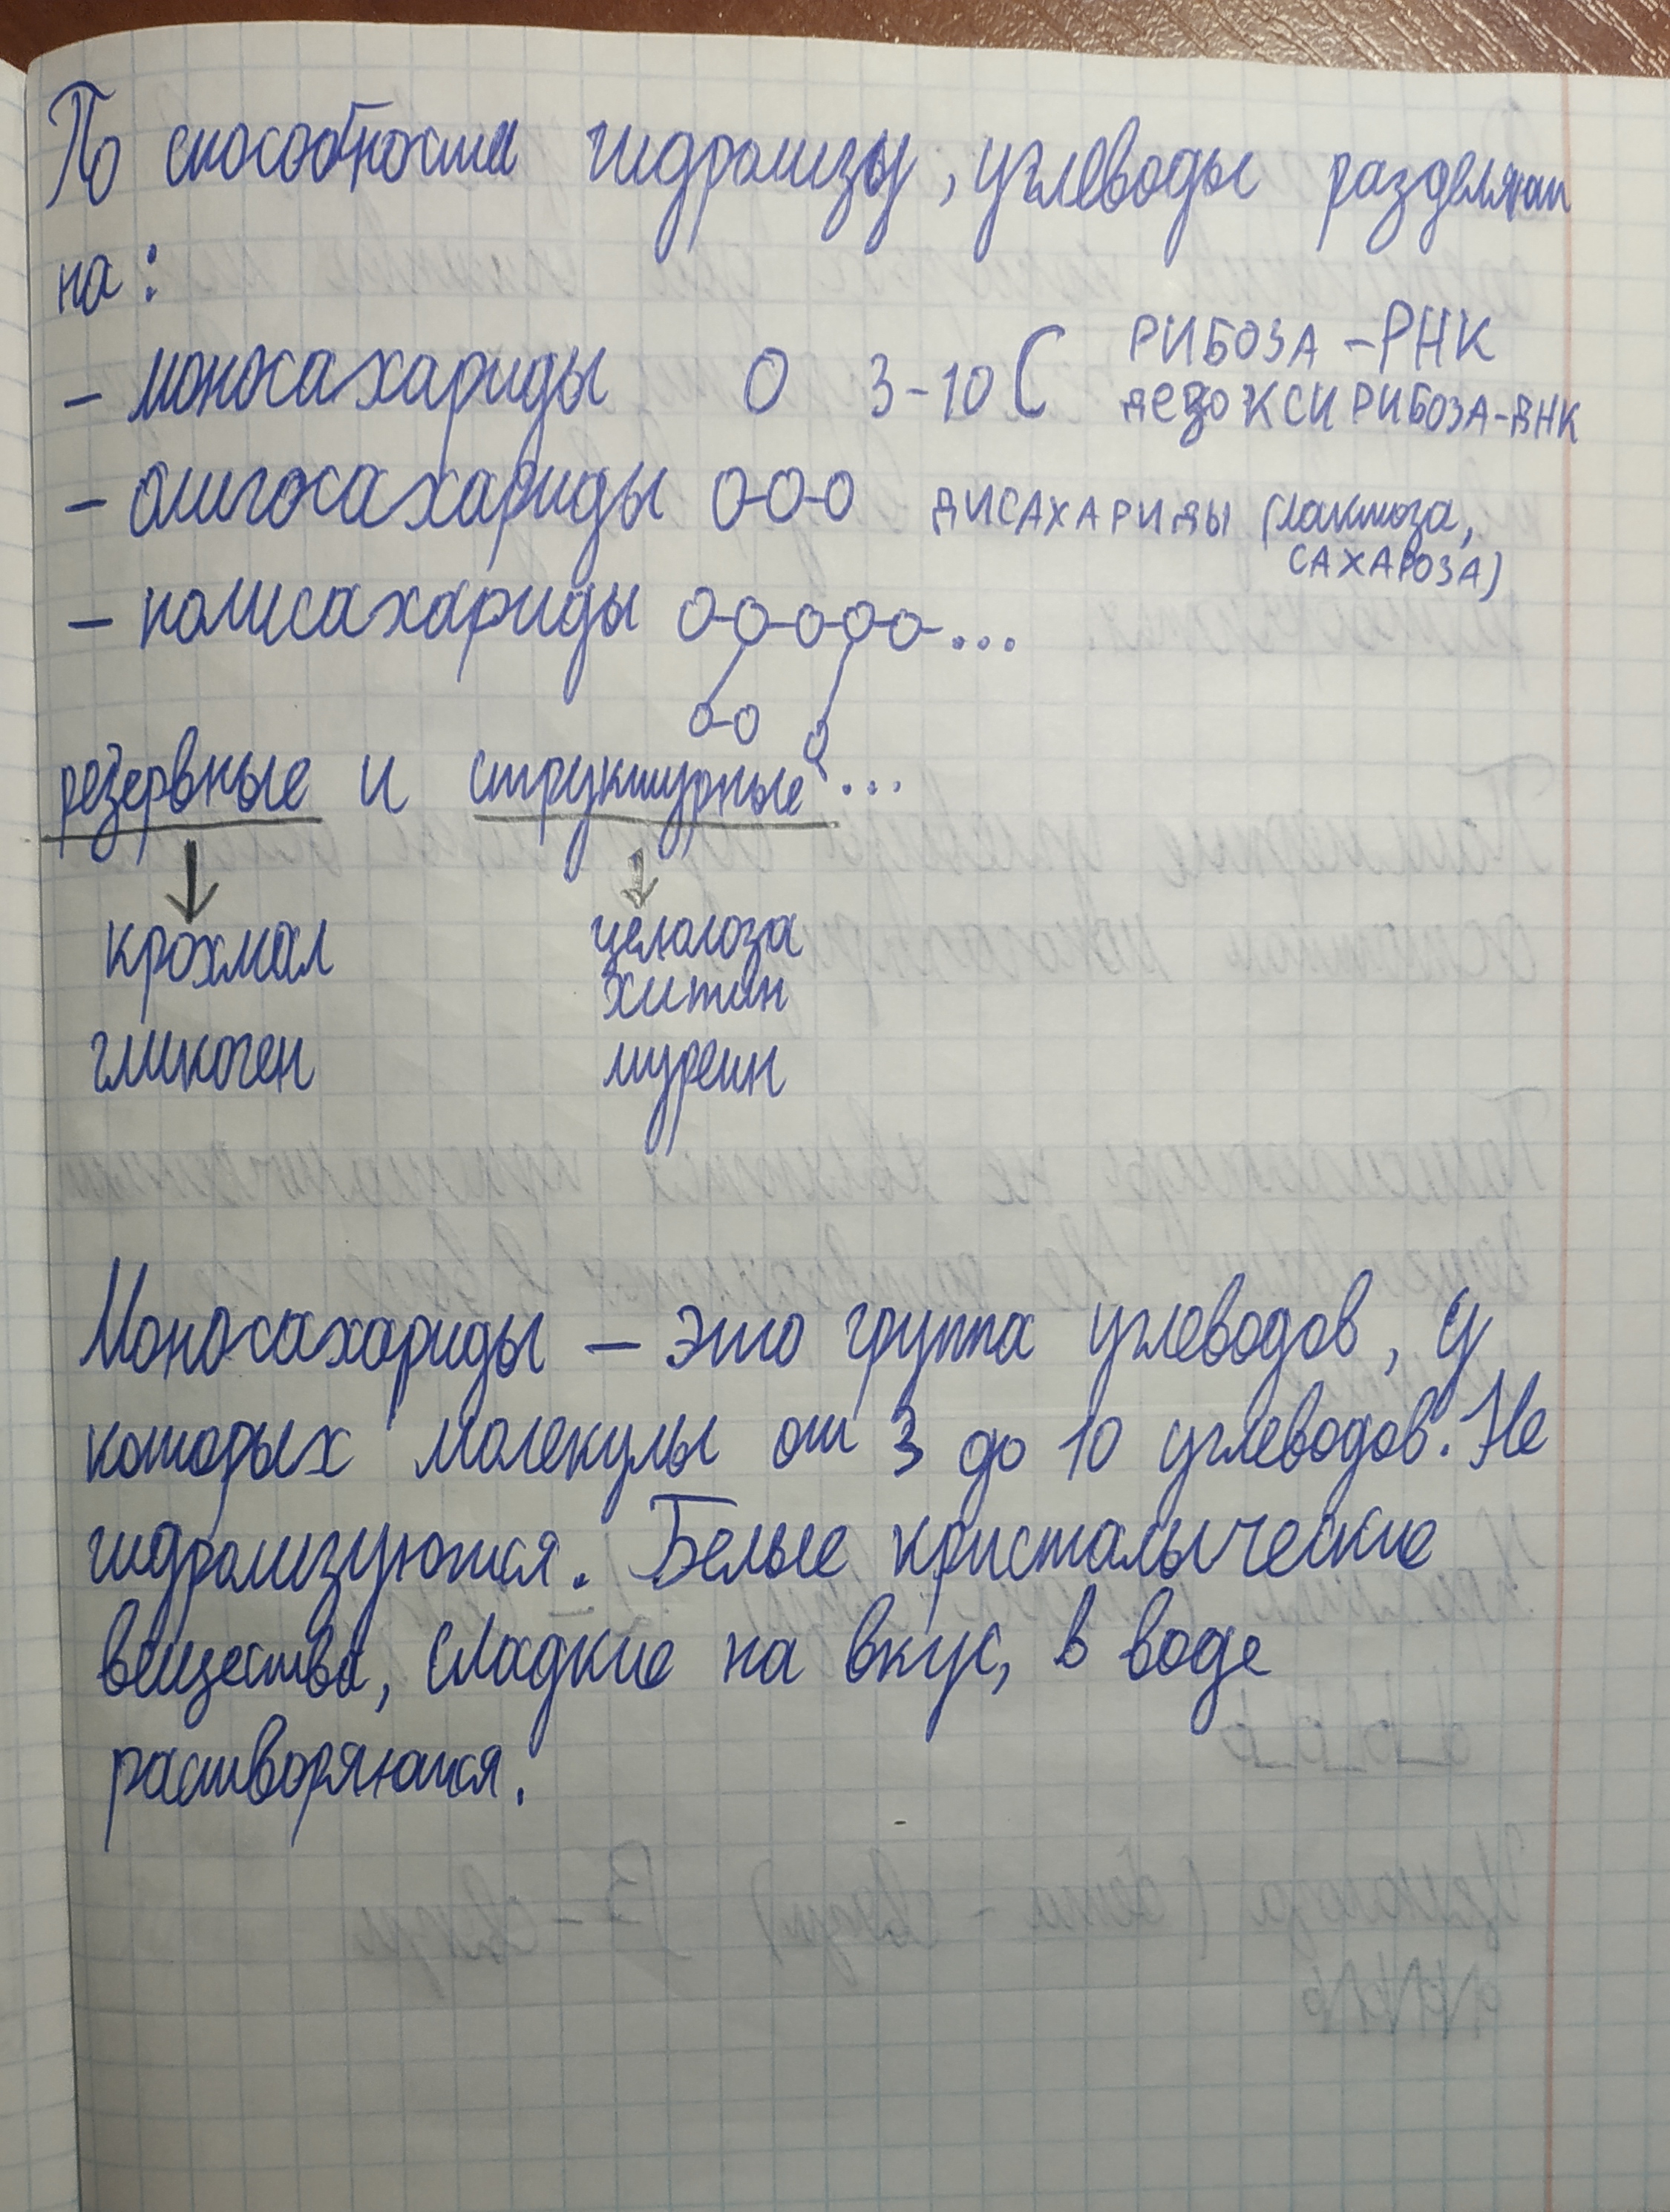 По способности гидролизу, углеводы разделяют
на:
- моносахариды O 3-10 C РИБОЗА - РНК
ДЕЗОКСИРИБОЗА-ДНК
- олигосахариды O-O-O ДИСАХАРИДЫ (лактоза,
САХАРОЗА)
- полисахариды O-O-O-O-O-...
O-O O
резервные и структурные ...
крохмал целюлоза
хитин
гликоген муреин
Моносахариды - это группа углеводов, у
которых молекулы от 3 до 10 углеводов. Не
гидролизуются. Белые кристалыческие
вещества, сладкие на вкус, в воде
растворяются.